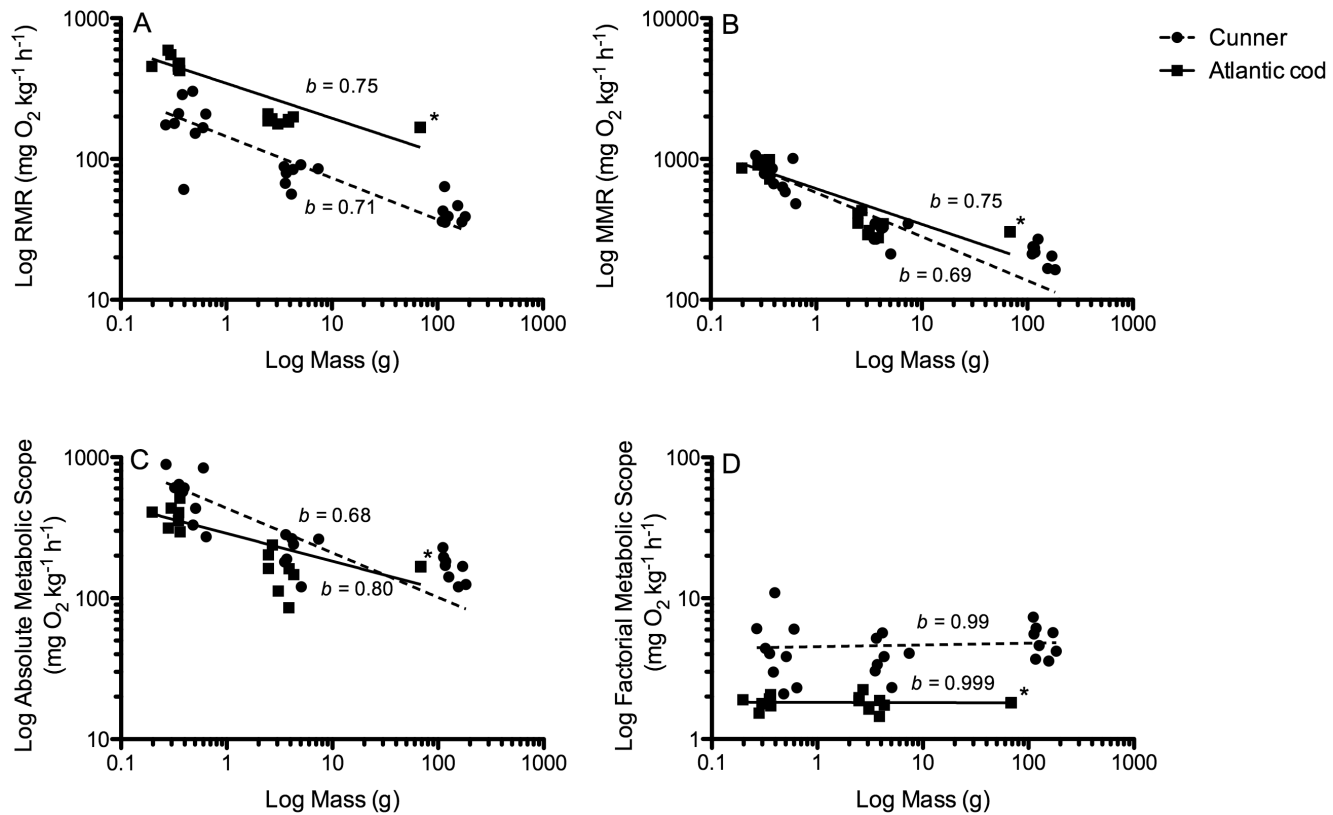 A
Log RMR (mg O₂ kg⁻¹ h⁻¹)
1000
100
10
b = 0.75
*
b = 0.71
0.1 1 10 100 1000
Log Mass (g)
B
Log MMR (mg O₂ kg⁻¹ h⁻¹)
10000
1000
100
b = 0.75
*
b = 0.69
0.1 1 10 100 1000
Log Mass (g)
Cunner
Atlantic cod
C
Log Absolute Metabolic Scope
(mg O₂ kg⁻¹ h⁻¹)
1000
100
10
b = 0.68
*
b = 0.80
0.1 1 10 100 1000
Log Mass (g)
D
Log Factorial Metabolic Scope
(mg O₂ kg⁻¹ h⁻¹)
100
10
1
b = 0.99
b = 0.999
*
0.1 1 10 100 1000
Log Mass (g)